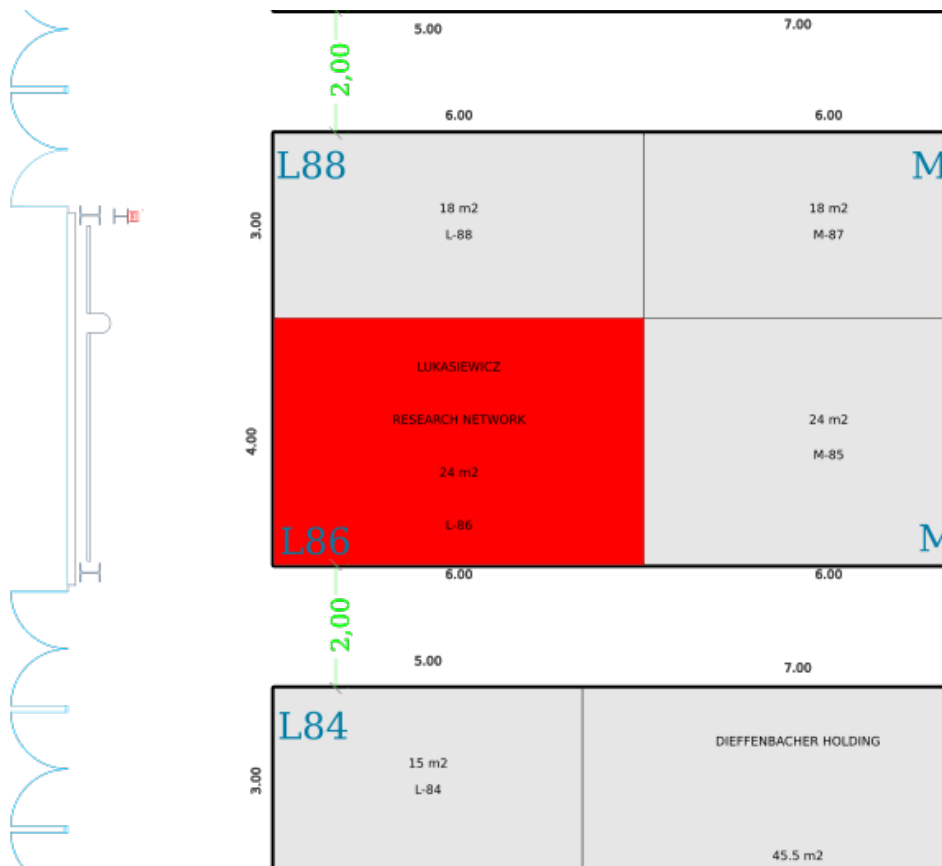 5.00
7.00
2,00
6.00
6.00
L88
M
18 m2
18 m2
L-88
M-87
3.00
LUKASIEWICZ
RESEARCH NETWORK
24 m2
24 m2
M-85
4.00
L-86
L86
M
6.00
6.00
2,00
5.00
7.00
L84
DIEFFENBACHER HOLDING
15 m2
L-84
3.00
45.5 m2